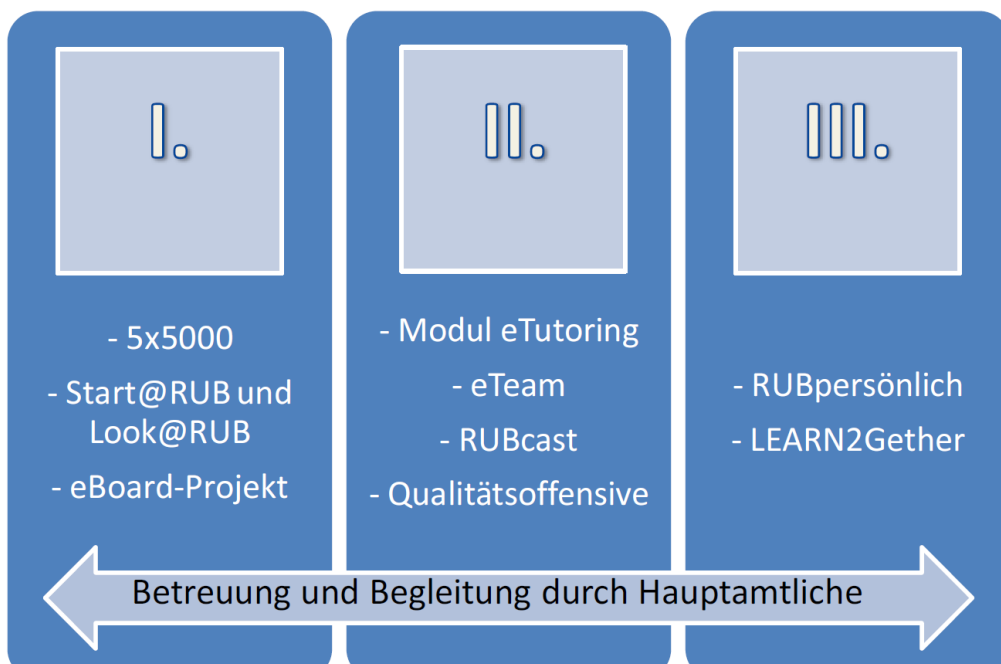 I.
- 5x5000
- Start@RUB und
Look@RUB
- eBoard-Projekt
II.
- Modul eTutoring
- eTeam
- RUBcast
- Qualitätsoffensive
III.
- RUBpersönlich
- LEARN2Gether
Betreuung und Begleitung durch Hauptamtliche